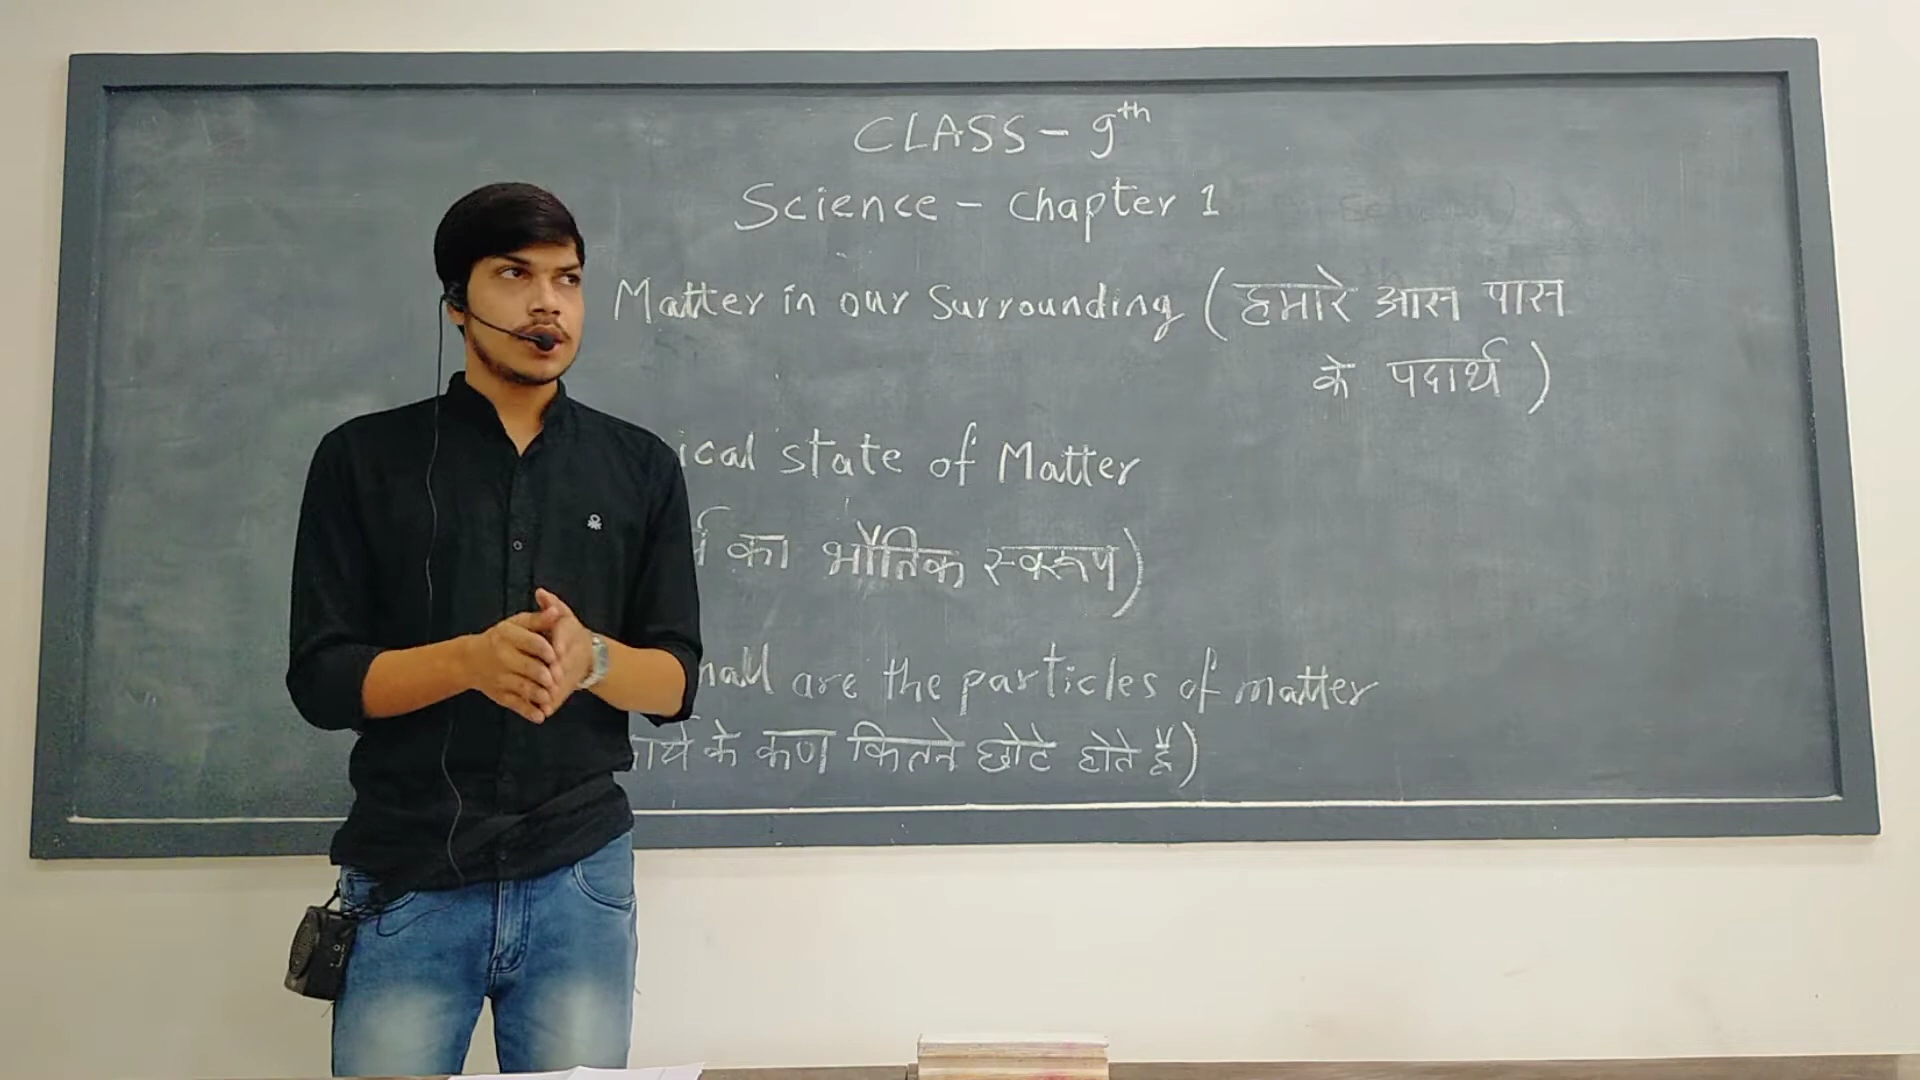 CLASS - 9th
Science - Chapter 1
Matter in our Surrounding (हमारे आस पास
के पदार्थ)
ical state of Matter
का भौतिक स्वरूप)
are the particles of matter
के कण कितने छोटे होते हैं)